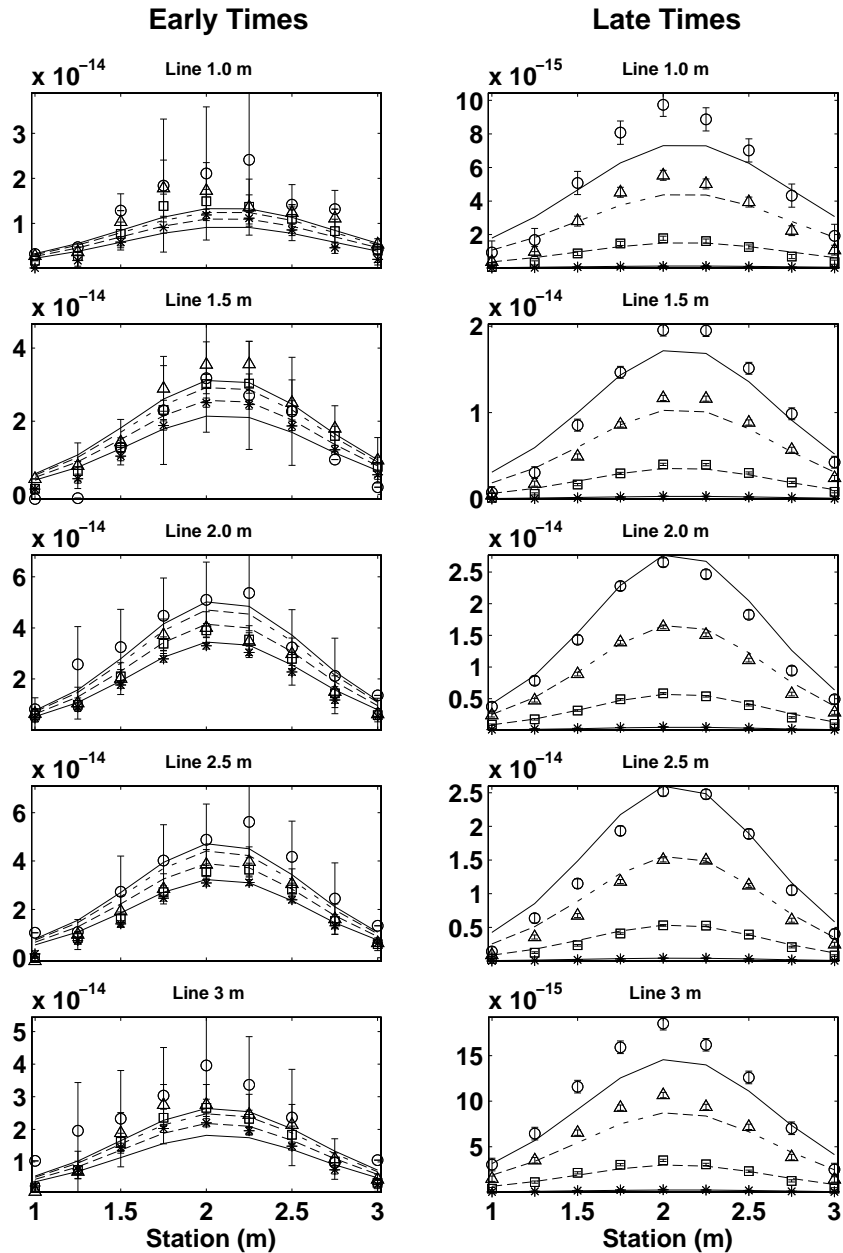 Early Times
Late Times
x 10^−14
Line 1.0 m
3
2
1
x 10^−15
Line 1.0 m
10
8
6
4
2
x 10^−14
Line 1.5 m
4
2
0
x 10^−14
Line 1.5 m
2
1
0
x 10^−14
Line 2.0 m
6
4
2
x 10^−14
Line 2.0 m
2.5
2
1.5
1
0.5
x 10^−14
Line 2.5 m
6
4
2
0
x 10^−14
Line 2.5 m
2.5
2
1.5
1
0.5
x 10^−14
Line 3 m
5
4
3
2
1
x 10^−15
Line 3 m
15
10
5
1 1.5 2 2.5 3
Station (m)
1 1.5 2 2.5 3
Station (m)